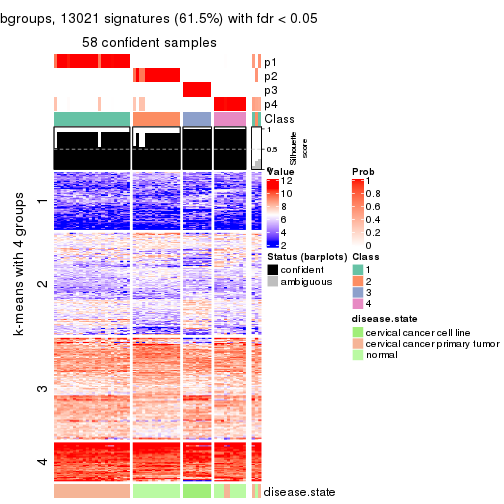 bgroups, 13021 signatures (61.5%) with fdr < 0.05
58 confident samples
p1
p2
p3
p4
Class
1
0.5
0
Silhouette
score
k-means with 4 groups
1
2
3
4
disease.state
Value
12
10
8
6
4
2
Status (barplots)
confident
ambiguous
Prob
1
0.8
0.6
0.4
0.2
0
Class
1
2
3
4
disease.state
cervical cancer cell line
cervical cancer primary tumor
normal